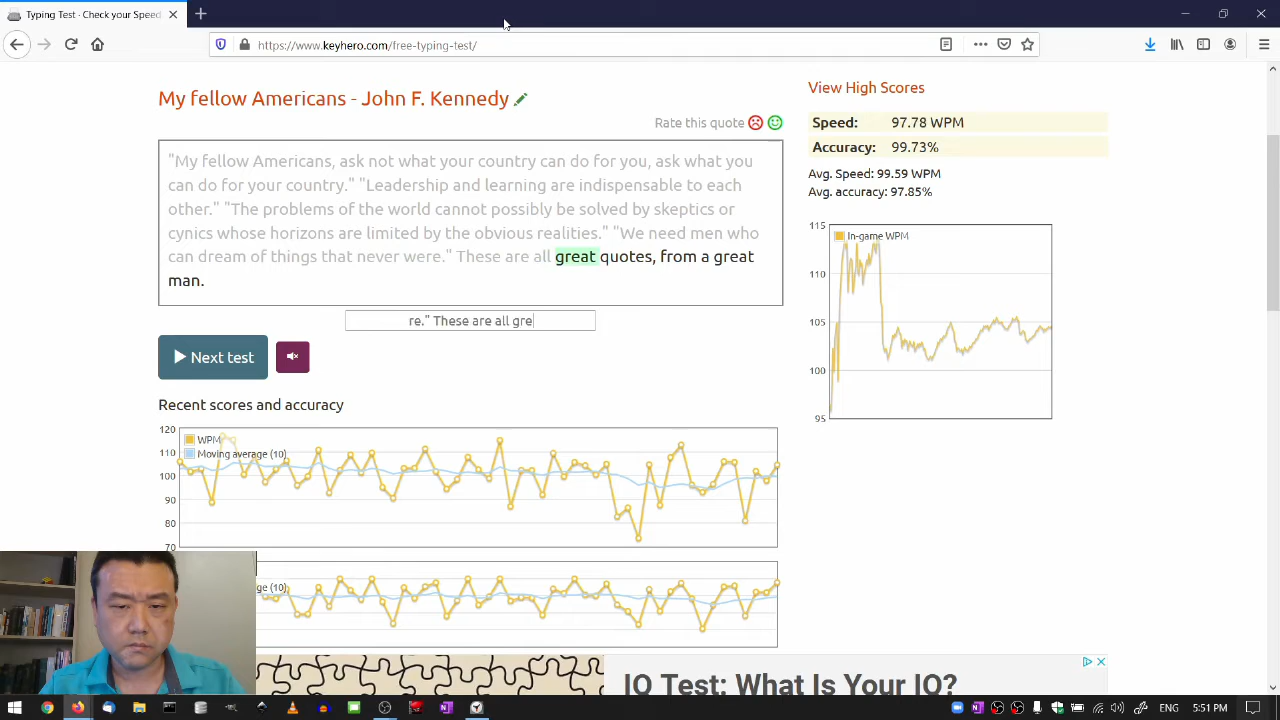 Typing Test - Check your Speed
https://www.keyhero.com/free-typing-test/
My fellow Americans - John F. Kennedy
Rate this quote
"My fellow Americans, ask not what your country can do for you, ask what you
can do for your country." "Leadership and learning are indispensable to each
other." "The problems of the world cannot possibly be solved by skeptics or
cynics whose horizons are limited by the obvious realities." "We need men who
can dream of things that never were." These are all great quotes, from a great
man.
re." These are all gre
Next test
View High Scores
Speed: 97.78 WPM
Accuracy: 99.73%
Avg. Speed: 99.59 WPM
Avg. accuracy: 97.85%
115
In-game WPM
110
105
100
95
Recent scores and accuracy
120
WPM
Moving average (10)
110
100
90
80
70
age (10)
IQ Test: What Is Your IQ?
ENG
5:51 PM